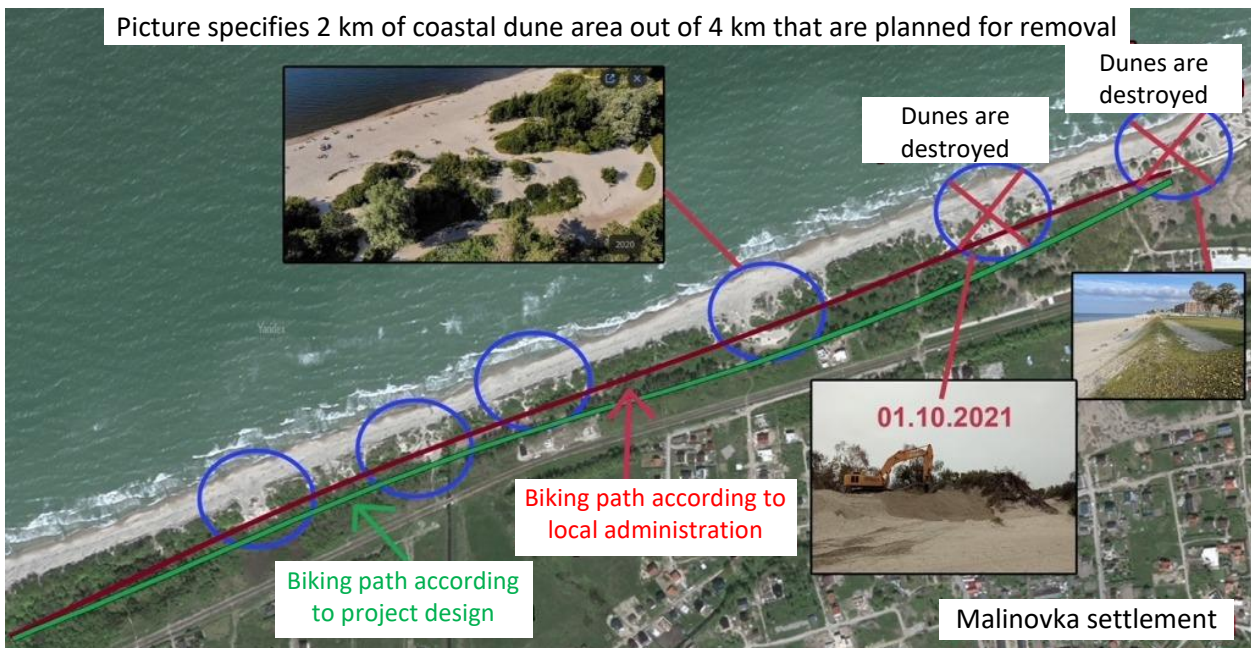 Picture specifies 2 km of coastal dune area out of 4 km that are planned for removal
Dunes are
destroyed
Dunes are
destroyed
2020
Yandex
01.10.2021
Biking path according to
local administration
Biking path according
to project design
Malinovka settlement